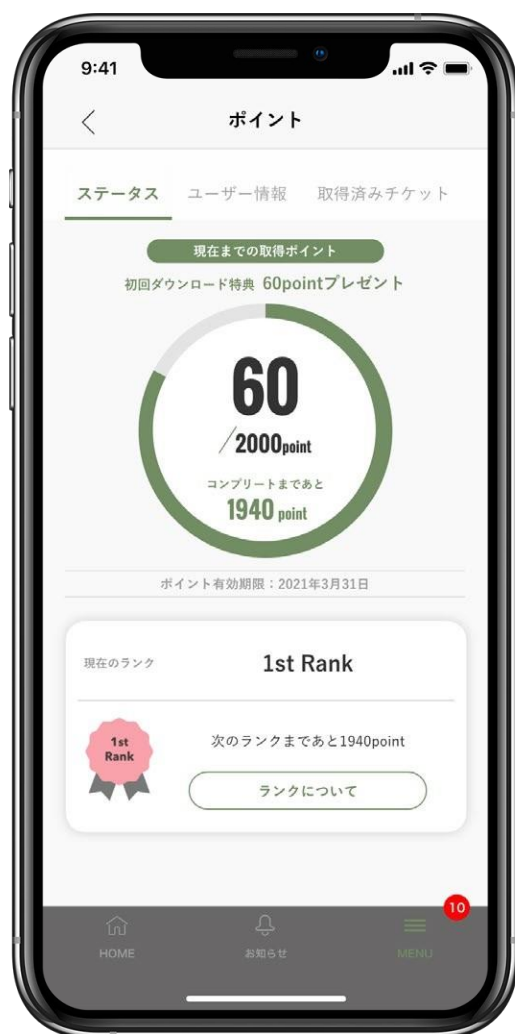 9:41
ポイント
ステータス ユーザー情報 取得済みチケット
現在までの取得ポイント
初回ダウンロード特典 60pointプレゼント
60
/2000point
コンプリートまであと
1940 point
ポイント有効期限：2021年3月31日
現在のランク 1st Rank
1st
Rank
次のランクまであと1940point
ランクについて
10
HOME お知らせ MENU